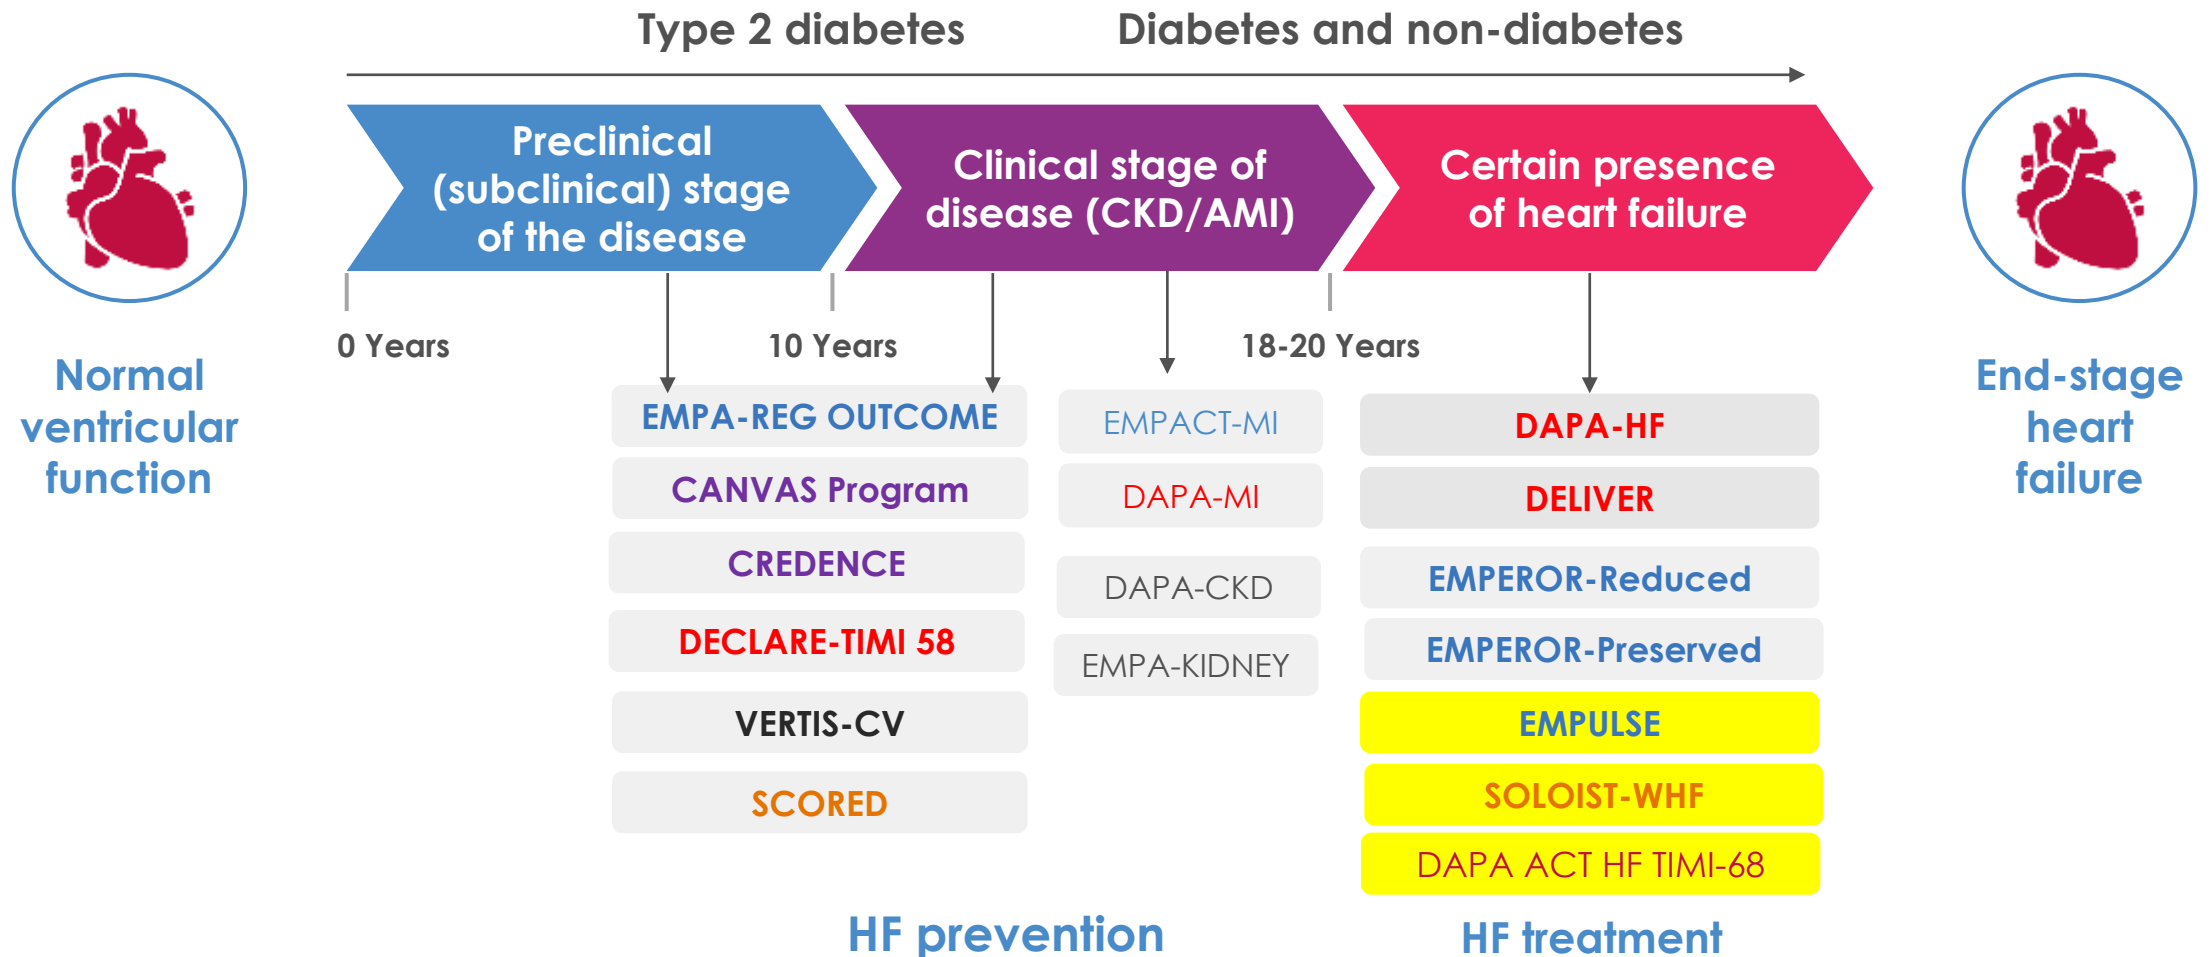 Type 2 diabetes
Diabetes and non-diabetes
Preclinical
(subclinical) stage
of the disease
Clinical stage of
disease (CKD/AMI)
Certain presence
of heart failure
0 Years
10 Years
18-20 Years
Normal
ventricular
function
End-stage
heart
failure
EMPA-REG OUTCOME
CANVAS Program
CREDENCE
DECLARE-TIMI 58
VERTIS-CV
SCORED
EMPACT-MI
DAPA-MI
DAPA-CKD
EMPA-KIDNEY
DAPA-HF
DELIVER
EMPEROR-Reduced
EMPEROR-Preserved
EMPULSE
SOLOIST-WHF
DAPA ACT HF TIMI-68
HF prevention
HF treatment